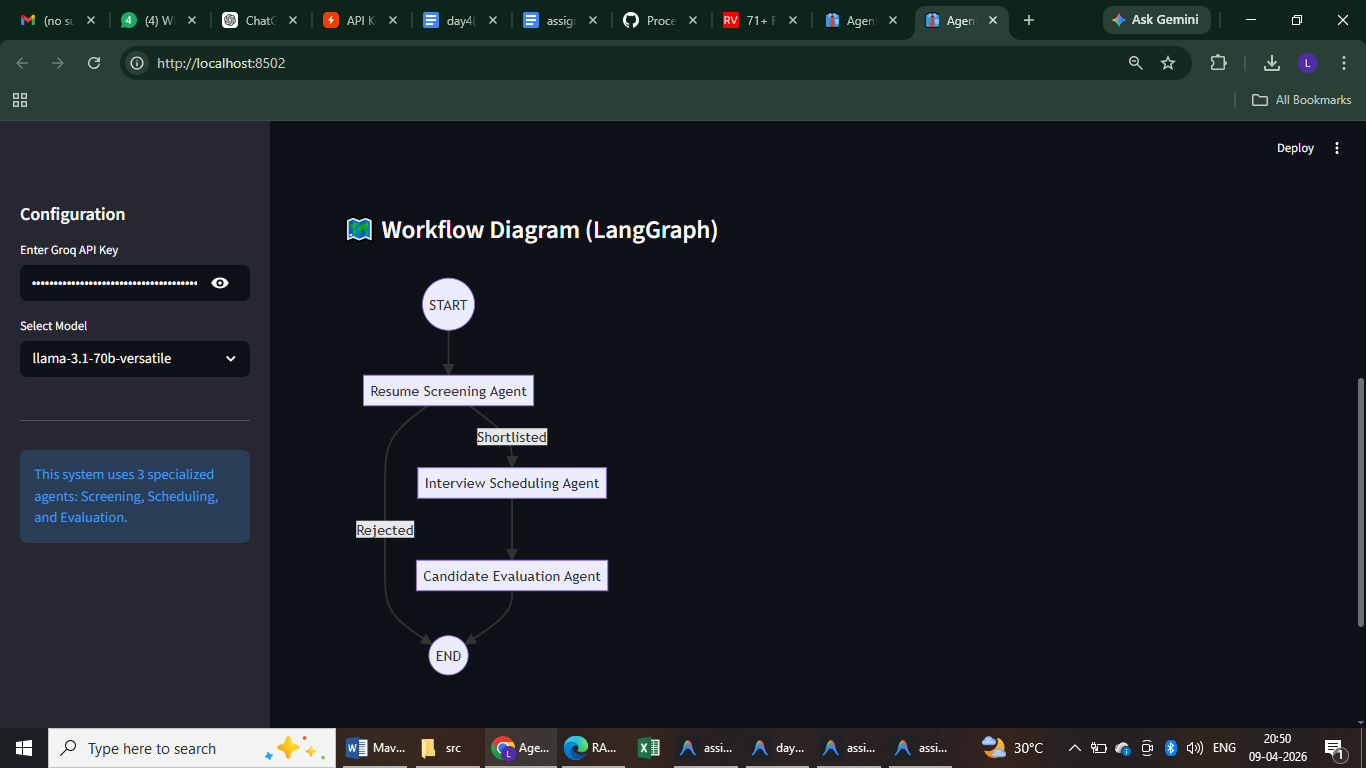 (no su
4 (4) W
ChatG
API K
day4(
assig
Proce
RV 71+ F
Agen
Agen
Ask Gemini
http://localhost:8502
L
All Bookmarks
Deploy
Configuration
Enter Groq API Key
••••••••••••••••••••••••••••••••••••••
Select Model
llama-3.1-70b-versatile
This system uses 3 specialized
agents: Screening, Scheduling,
and Evaluation.
Workflow Diagram (LangGraph)
START
Resume Screening Agent
Shortlisted
Interview Scheduling Agent
Rejected
Candidate Evaluation Agent
END
Type here to search
Mav...
src
Age...
RA...
assi...
day...
assi...
assi...
30°C
ENG
20:50
09-04-2026
1